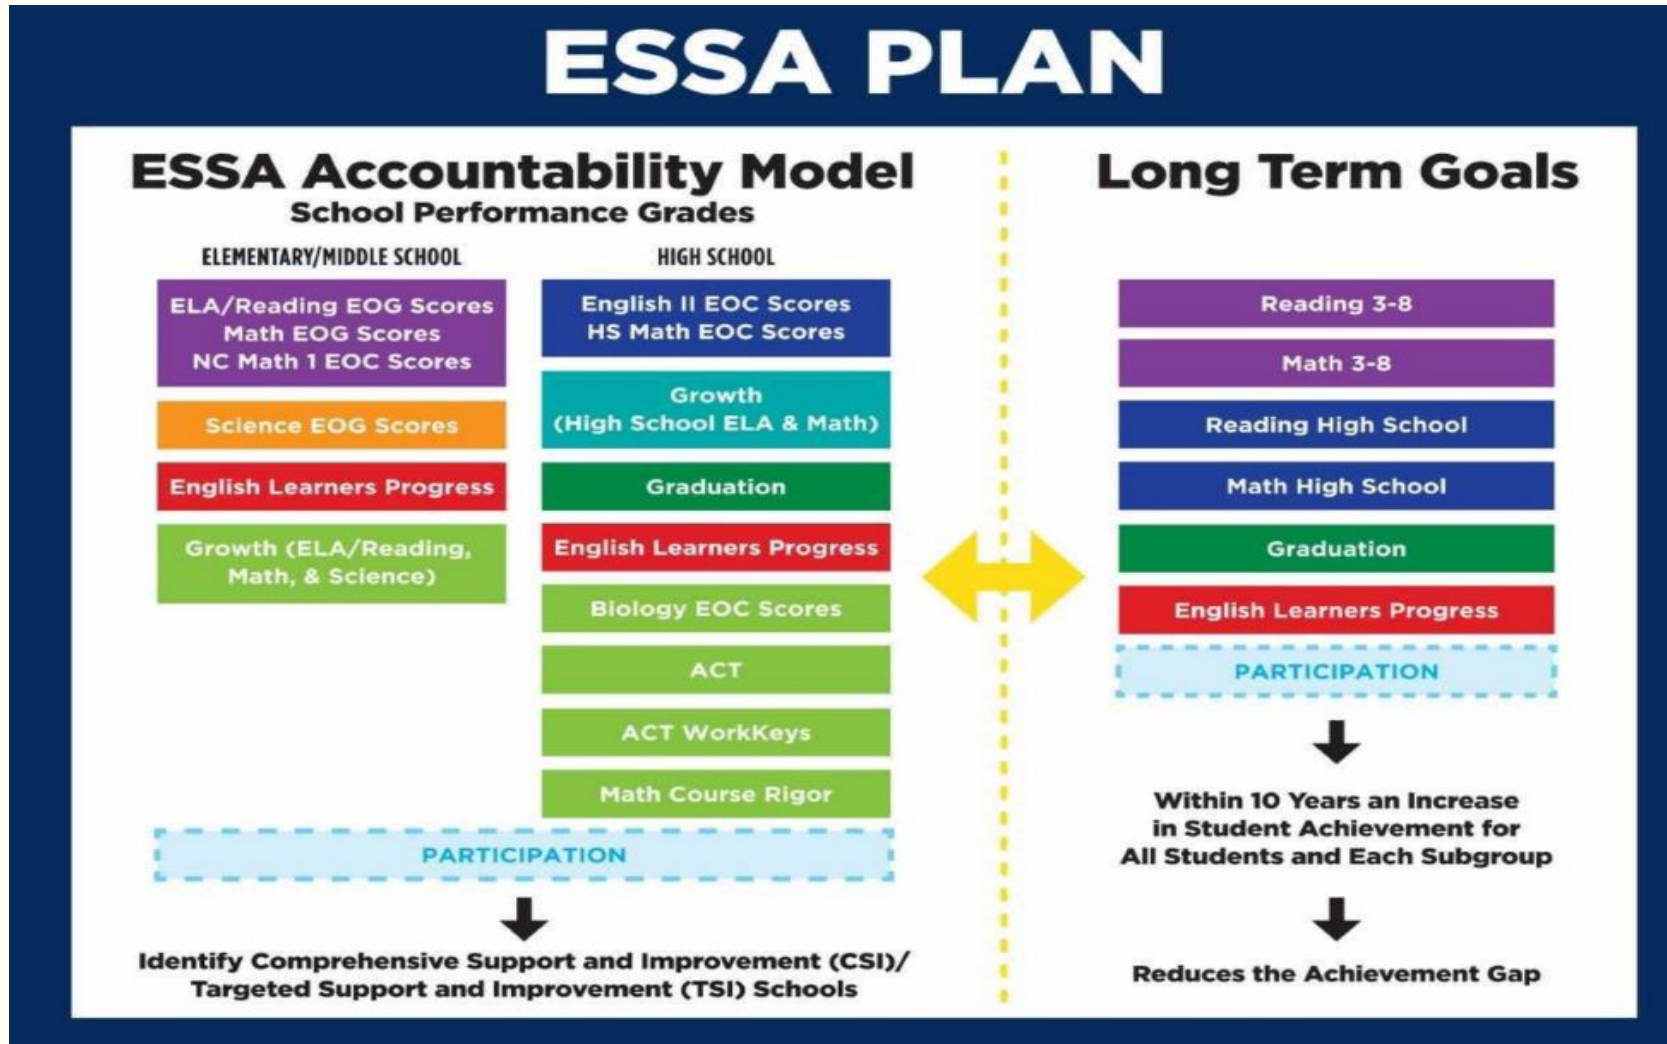 ESSA PLAN
ESSA Accountability Model
School Performance Grades
ELEMENTARY/MIDDLE SCHOOL
ELA/Reading EOG Scores
Math EOG Scores
NC Math 1 EOC Scores
Science EOG Scores
English Learners Progress
Growth (ELA/Reading,
Math, & Science)
HIGH SCHOOL
English II EOC Scores
HS Math EOC Scores
Growth
(High School ELA & Math)
Graduation
English Learners Progress
Biology EOC Scores
ACT
ACT WorkKeys
Math Course Rigor
PARTICIPATION
Identify Comprehensive Support and Improvement (CSI)/
Targeted Support and Improvement (TSI) Schools
Long Term Goals
Reading 3-8
Math 3-8
Reading High School
Math High School
Graduation
English Learners Progress
PARTICIPATION
Within 10 Years an Increase
in Student Achievement for
All Students and Each Subgroup
Reduces the Achievement Gap